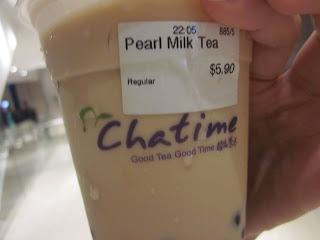 22:05 885/5
Pearl Milk Tea
$5.90
Regular
Chatime
Good Tea Good Time